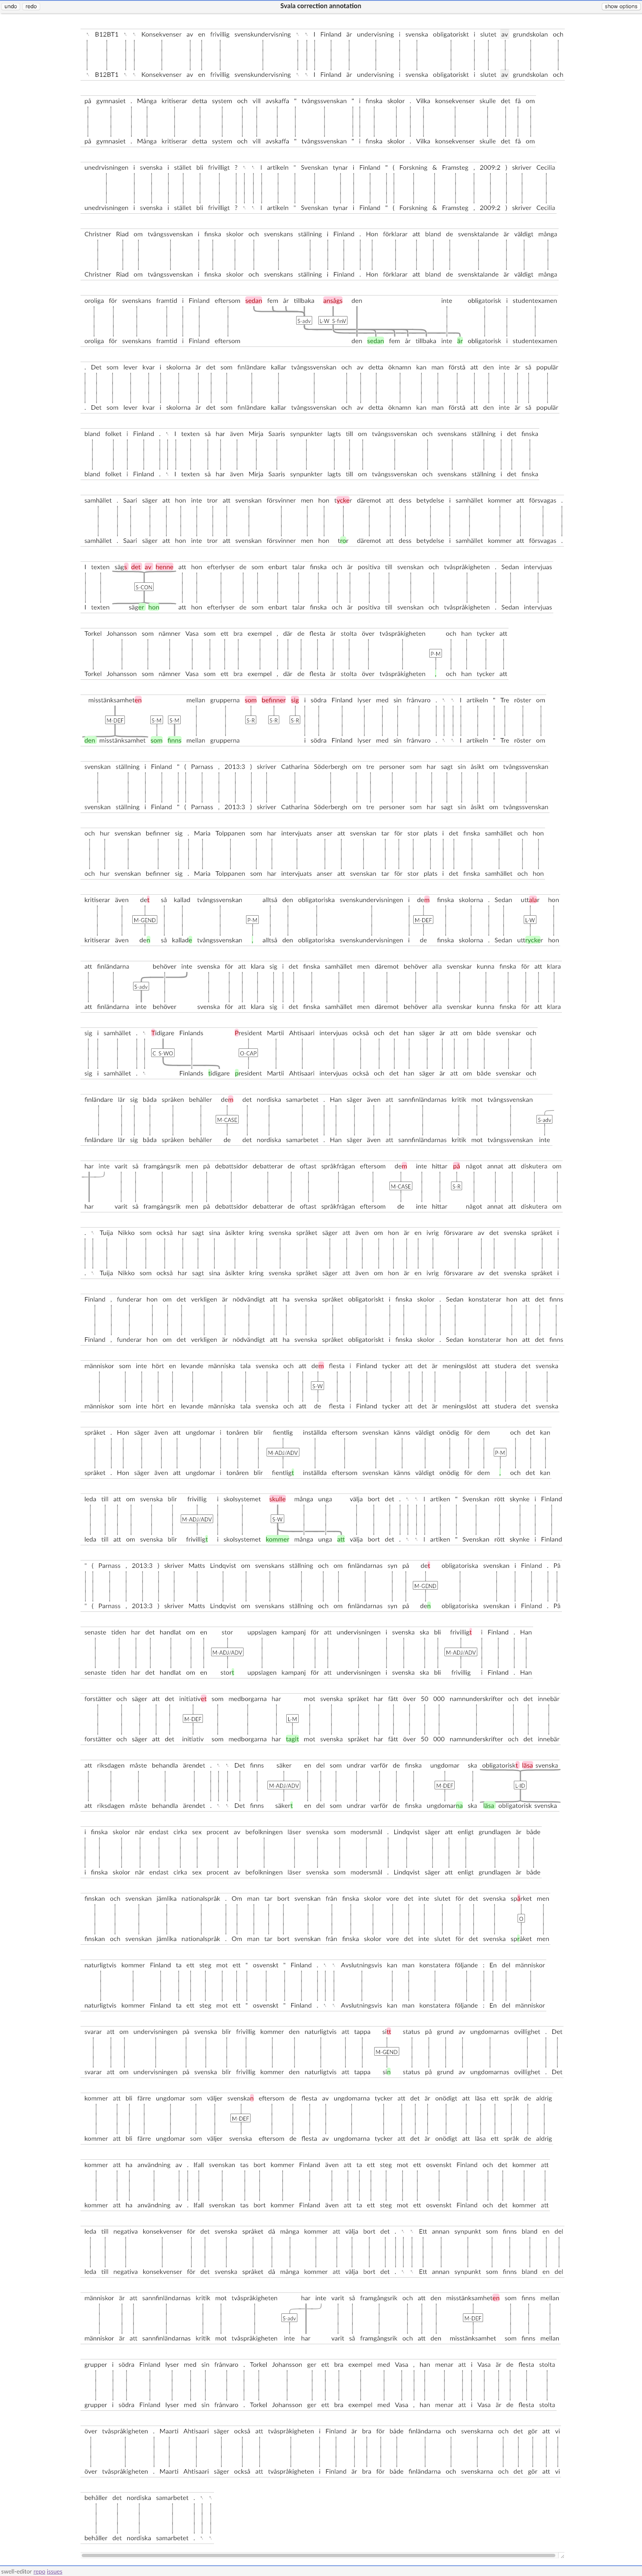 undo redo Svala correction annotation show options
B12BT1 Konsekvenser av en frivillig svenskundervisning I Finland är undervisning i svenska obligatoriskt i slutet av grundskolan och
B12BT1 Konsekvenser av en frivillig svenskundervisning I Finland är undervisning i svenska obligatoriskt i slutet av grundskolan och
på gymnasiet . Många kritiserar detta system och vill avskaffa " tvångssvenskan " i finska skolor . Vilka konsekvenser skulle det få om
på gymnasiet . Många kritiserar detta system och vill avskaffa " tvångssvenskan " i finska skolor . Vilka konsekvenser skulle det få om
unedrvisningen i svenska i stället bli frivilligt ? I artikeln " Svenskan tynar i Finland " ( Forskning & Framsteg , 2009:2 ) skriver Cecilia
unedrvisningen i svenska i stället bli frivilligt ? I artikeln " Svenskan tynar i Finland " ( Forskning & Framsteg , 2009:2 ) skriver Cecilia
Christner Riad om tvångssvenskan i finska skolor och svenskans ställning i Finland . Hon förklarar att bland de svensktalande är väldigt många
Christner Riad om tvångssvenskan i finska skolor och svenskans ställning i Finland . Hon förklarar att bland de svensktalande är väldigt många
oroliga för svenskans framtid i Finland eftersom sedan fem år tillbaka ansågs den inte obligatorisk i studentexamen
S-adv L-W S-finV
oroliga för svenskans framtid i Finland eftersom den sedan fem år tillbaka inte är obligatorisk i studentexamen
. Det som lever kvar i skolorna är det som finländare kallar tvångssvenskan och av detta öknamn kan man förstå att den inte är så populär
. Det som lever kvar i skolorna är det som finländare kallar tvångssvenskan och av detta öknamn kan man förstå att den inte är så populär
bland folket i Finland . I texten så har även Mirja Saaris synpunkter lagts till om tvångssvenskan och svenskans ställning i det finska
bland folket i Finland . I texten så har även Mirja Saaris synpunkter lagts till om tvångssvenskan och svenskans ställning i det finska
samhället . Saari säger att hon inte tror att svenskan försvinner men hon tycker däremot att dess betydelse i samhället kommer att försvagas .
samhället . Saari säger att hon inte tror att svenskan försvinner men hon tror däremot att dess betydelse i samhället kommer att försvagas .
I texten sägs det av henne att hon efterlyser de som enbart talar finska och är positiva till svenskan och tvåspråkigheten . Sedan intervjuas
S-CON
I texten säger hon att hon efterlyser de som enbart talar finska och är positiva till svenskan och tvåspråkigheten . Sedan intervjuas
Torkel Johansson som nämner Vasa som ett bra exempel , där de flesta är stolta över tvåspråkigheten och han tycker att
P-M
Torkel Johansson som nämner Vasa som ett bra exempel , där de flesta är stolta över tvåspråkigheten , och han tycker att
misstänksamheten mellan grupperna som befinner sig i södra Finland lyser med sin frånvaro . I artikeln " Tre röster om
M-DEF S-M S-M S-R S-R S-R
den misstänksamhet som finns mellan grupperna i södra Finland lyser med sin frånvaro . I artikeln " Tre röster om
svenskan ställning i Finland " ( Parnass , 2013:3 ) skriver Catharina Söderbergh om tre personer som har sagt sin åsikt om tvångssvenskan
svenskan ställning i Finland " ( Parnass , 2013:3 ) skriver Catharina Söderbergh om tre personer som har sagt sin åsikt om tvångssvenskan
och hur svenskan befinner sig . Maria Tolppanen som har intervjuats anser att svenskan tar för stor plats i det finska samhället och hon
och hur svenskan befinner sig . Maria Tolppanen som har intervjuats anser att svenskan tar för stor plats i det finska samhället och hon
kritiserar även det så kallad tvångssvenskan alltså den obligatoriska svenskundervisningen i dem finska skolorna . Sedan uttalar hon
M-GEND P-M M-DEF L-W
kritiserar även den så kallade tvångssvenskan , alltså den obligatoriska svenskundervisningen i de finska skolorna . Sedan uttrycker hon
att finländarna behöver inte svenska för att klara sig i det finska samhället men däremot behöver alla svenskar kunna finska för att klara
S-adv
att finländarna inte behöver svenska för att klara sig i det finska samhället men däremot behöver alla svenskar kunna finska för att klara
sig i samhället . Tidigare Finlands President Martii Ahtisaari intervjuas också och det han säger är att om både svenskar och
C S-WO O-CAP
sig i samhället . Finlands tidigare president Martii Ahtisaari intervjuas också och det han säger är att om både svenskar och
finländare lär sig båda språken behåller dem det nordiska samarbetet . Han säger även att sannfinländarnas kritik mot tvångssvenskan
M-CASE S-adv
finländare lär sig båda språken behåller de det nordiska samarbetet . Han säger även att sannfinländarnas kritik mot tvångssvenskan inte
har inte varit så framgångsrik men på debattsidor debatterar de oftast språkfrågan eftersom dem inte hittar på något annat att diskutera om
M-CASE S-R
har varit så framgångsrik men på debattsidor debatterar de oftast språkfrågan eftersom de inte hittar något annat att diskutera om
. Tuija Nikko som också har sagt sina åsikter kring svenska språket säger att även om hon är en ivrig försvarare av det svenska språket i
. Tuija Nikko som också har sagt sina åsikter kring svenska språket säger att även om hon är en ivrig försvarare av det svenska språket i
Finland , funderar hon om det verkligen är nödvändigt att ha svenska språket obligatoriskt i finska skolor . Sedan konstaterar hon att det finns
Finland , funderar hon om det verkligen är nödvändigt att ha svenska språket obligatoriskt i finska skolor . Sedan konstaterar hon att det finns
människor som inte hört en levande människa tala svenska och att dem flesta i Finland tycker att det är meningslöst att studera det svenska
S-W
människor som inte hört en levande människa tala svenska och att de flesta i Finland tycker att det är meningslöst att studera det svenska
språket . Hon säger även att ungdomar i tonåren blir fientlig inställda eftersom svenskan känns väldigt onödig för dem och det kan
M-ADJ/ADV P-M
språket . Hon säger även att ungdomar i tonåren blir fientligt inställda eftersom svenskan känns väldigt onödig för dem , och det kan
leda till att om svenska blir frivillig i skolsystemet skulle många unga välja bort det . I artiken " Svenskan rött skynke i Finland
M-ADJ/ADV S-W
leda till att om svenska blir frivilligt i skolsystemet kommer många unga att välja bort det . I artiken " Svenskan rött skynke i Finland
" ( Parnass , 2013:3 ) skriver Matts Lindqvist om svenskans ställning och om finländarnas syn på det obligatoriska svenskan i Finland . På
M-GEND
" ( Parnass , 2013:3 ) skriver Matts Lindqvist om svenskans ställning och om finländarnas syn på den obligatoriska svenskan i Finland . På
senaste tiden har det handlat om en stor uppslagen kampanj för att undervisningen i svenska ska bli frivilligt i Finland . Han
M-ADJ/ADV M-ADJ/ADV
senaste tiden har det handlat om en stort uppslagen kampanj för att undervisningen i svenska ska bli frivillig i Finland . Han
forstätter och säger att det initiativet som medborgarna har mot svenska språket har fått över 50 000 namnunderskrifter och det innebär
M-DEF L-M
forstätter och säger att det initiativ som medborgarna har tagit mot svenska språket har fått över 50 000 namnunderskrifter och det innebär
att riksdagen måste behandla ärendet . Det finns säker en del som undrar varför de finska ungdomar ska obligatoriskt läsa svenska
M-ADJ/ADV M-DEF L-ID
att riksdagen måste behandla ärendet . Det finns säkert en del som undrar varför de finska ungdomarna ska läsa obligatorisk svenska
i finska skolor när endast cirka sex procent av befolkningen läser svenska som modersmål . Lindqvist säger att enligt grundlagen är både
i finska skolor när endast cirka sex procent av befolkningen läser svenska som modersmål . Lindqvist säger att enligt grundlagen är både
finskan och svenskan jämlika nationalspråk . Om man tar bort svenskan från finska skolor vore det inte slutet för det svenska spårket men
O
finskan och svenskan jämlika nationalspråk . Om man tar bort svenskan från finska skolor vore det inte slutet för det svenska språket men
naturligtvis kommer Finland ta ett steg mot ett " osvenskt " Finland . Avslutningsvis kan man konstatera följande : En del människor
naturligtvis kommer Finland ta ett steg mot ett " osvenskt " Finland . Avslutningsvis kan man konstatera följande : En del människor
svarar att om undervisningen på svenska blir frivillig kommer den naturligtvis att tappa sitt status på grund av ungdomarnas ovillighet . Det
M-GEND
svarar att om undervisningen på svenska blir frivillig kommer den naturligtvis att tappa sin status på grund av ungdomarnas ovillighet . Det
kommer att bli färre ungdomar som väljer svenskan eftersom de flesta av ungdomarna tycker att det är onödigt att läsa ett språk de aldrig
M-DEF
kommer att bli färre ungdomar som väljer svenska eftersom de flesta av ungdomarna tycker att det är onödigt att läsa ett språk de aldrig
kommer att ha användning av . Ifall svenskan tas bort kommer Finland även att ta ett steg mot ett osvenskt Finland och det kommer att
kommer att ha användning av . Ifall svenskan tas bort kommer Finland även att ta ett steg mot ett osvenskt Finland och det kommer att
leda till negativa konsekvenser för det svenska språket då många kommer att välja bort det . Ett annan synpunkt som finns bland en del
leda till negativa konsekvenser för det svenska språket då många kommer att välja bort det . Ett annan synpunkt som finns bland en del
människor är att sannfinländarnas kritik mot tvåspråkigheten har inte varit så framgångsrik och att den misstänksamheten som finns mellan
S-adv M-DEF
människor är att sannfinländarnas kritik mot tvåspråkigheten inte har varit så framgångsrik och att den misstänksamhet som finns mellan
grupper i södra Finland lyser med sin frånvaro . Torkel Johansson ger ett bra exempel med Vasa , han menar att i Vasa är de flesta stolta
grupper i södra Finland lyser med sin frånvaro . Torkel Johansson ger ett bra exempel med Vasa , han menar att i Vasa är de flesta stolta
över tvåspråkigheten . Maarti Ahtisaari säger också att tvåspråkigheten i Finland är bra för både finländarna och svenskarna och det gör att vi
över tvåspråkigheten . Maarti Ahtisaari säger också att tvåspråkigheten i Finland är bra för både finländarna och svenskarna och det gör att vi
behåller det nordiska samarbetet .
behåller det nordiska samarbetet .
swell-editor repo issues